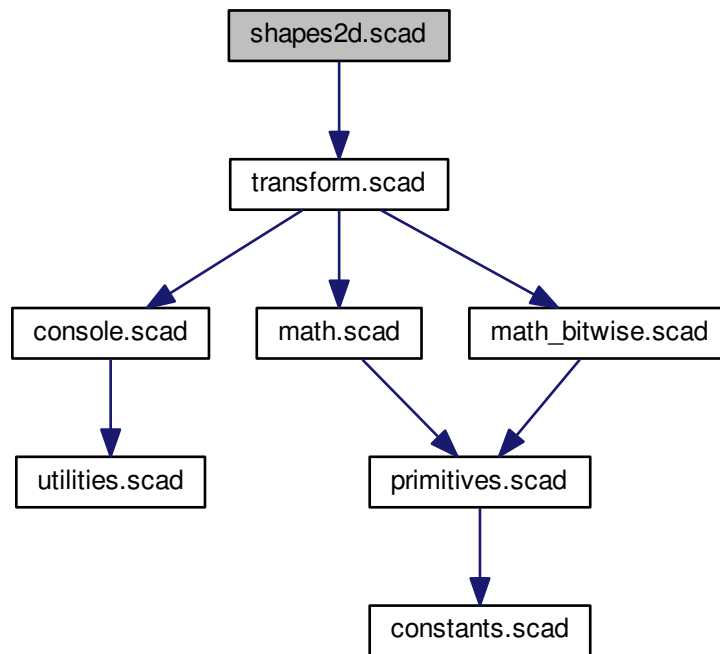 shapes2d.scad
transform.scad
console.scad
math.scad
math_bitwise.scad
utilities.scad
primitives.scad
constants.scad